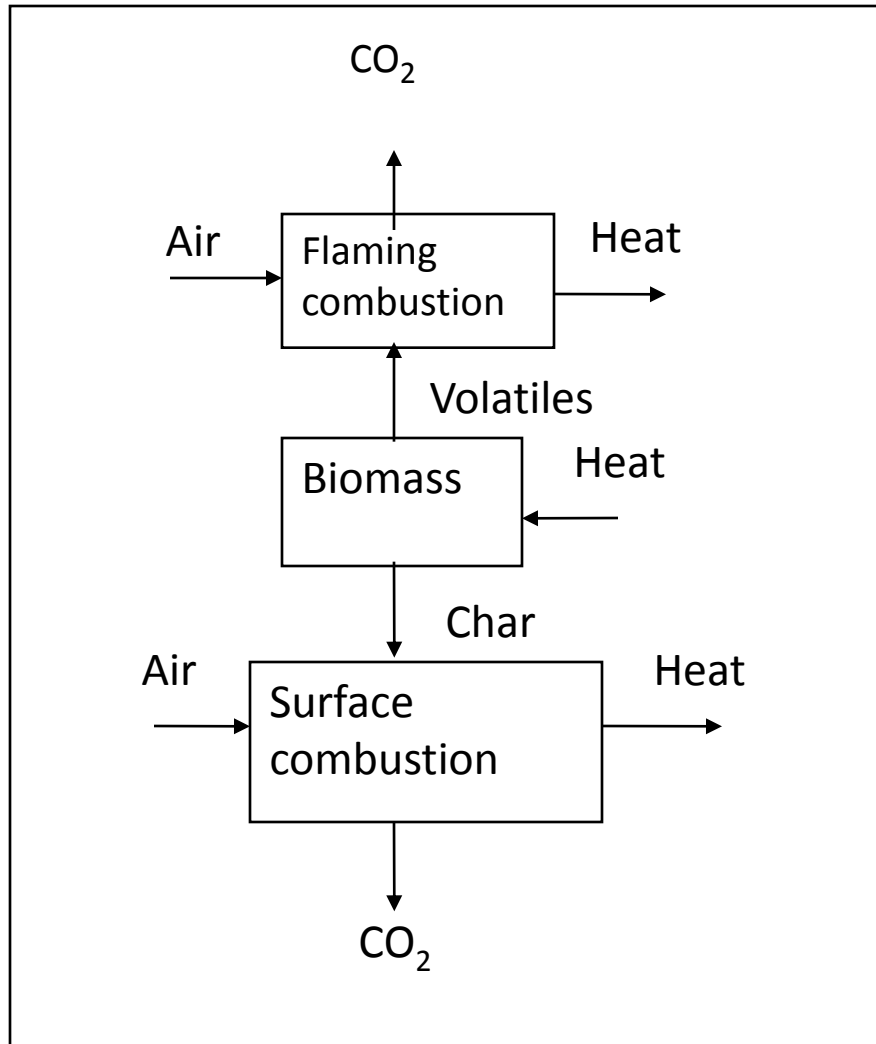 CO₂
Air
Heat
Flaming
combustion
Volatiles
Biomass
Heat
Char
Air
Heat
Surface
combustion
CO₂